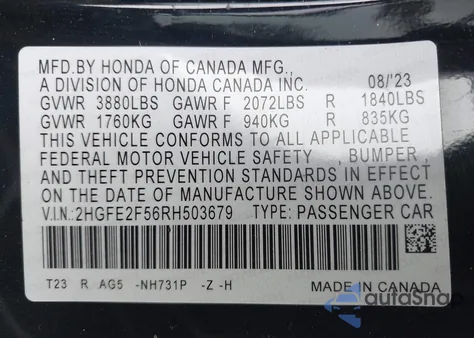 MFD.BY HONDA OF CANADA MFG.,
A DIVISION OF HONDA CANADA INC. 08/'23
GVWR 3880LBS GAWR F 2072LBS R 1840LBS
GVWR 1760KG GAWR F 940KG R 835KG
THIS VEHICLE CONFORMS TO ALL APPLICABLE
FEDERAL MOTOR VEHICLE SAFETY , BUMPER ,
AND THEFT PREVENTION STANDARDS IN EFFECT
ON THE DATE OF MANUFACTURE SHOWN ABOVE.
V.I.N.: 2HGFE2F56RH503679 TYPE: PASSENGER CAR
T23 R AG5 -NH731P -Z -H MADE IN CANADA
autoSnap